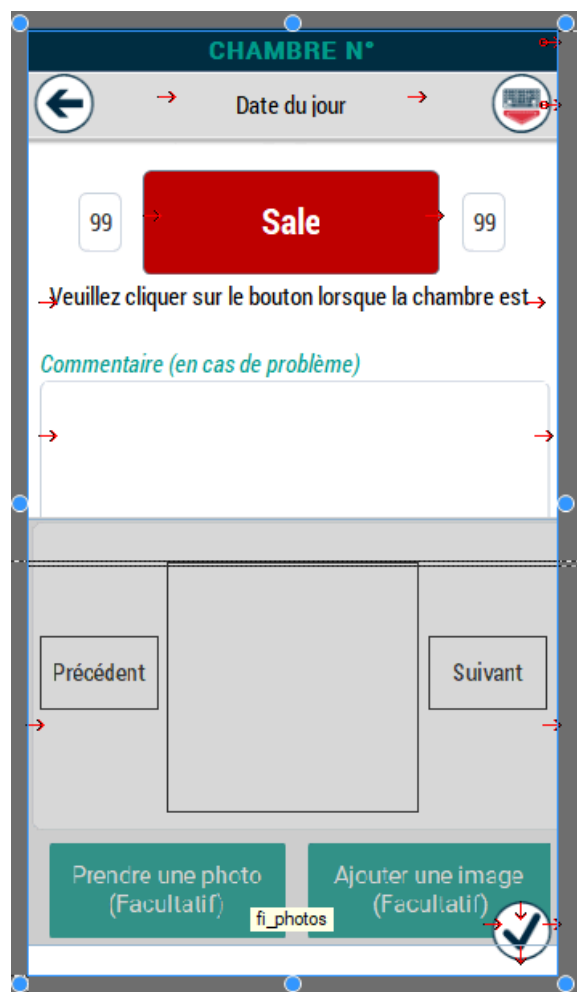 CHAMBRE N°
Date du jour
99
Sale
99
Veuillez cliquer sur le bouton lorsque la chambre est
Commentaire (en cas de problème)
Précédent
Suivant
Prendre une photo
(Facultatif)
Ajouter une image
(Facultatif)
fi_photos